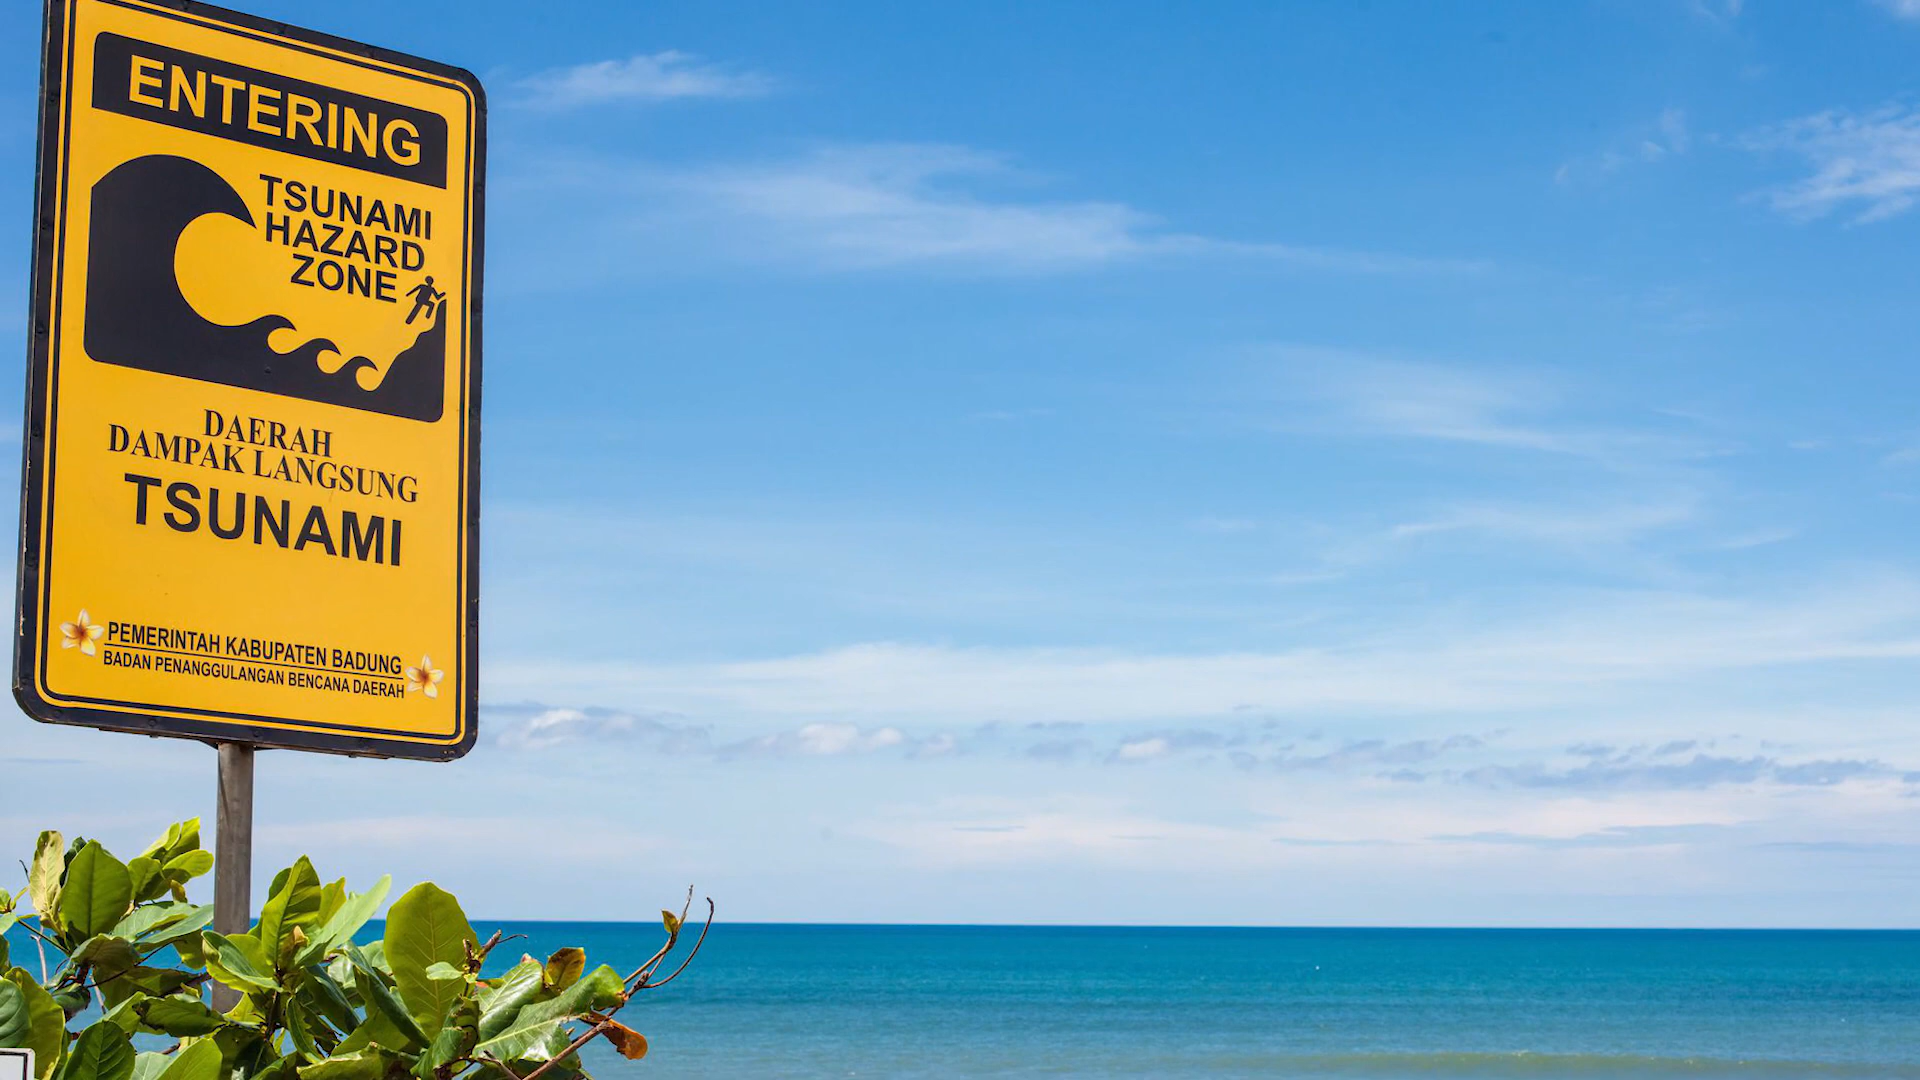 ENTERING
TSUNAMI
HAZARD
ZONE
DAERAH
DAMPAK LANGSUNG
TSUNAMI
PEMERINTAH KABUPATEN BADUNG
BADAN PENANGGULANGAN BENCANA DAERAH